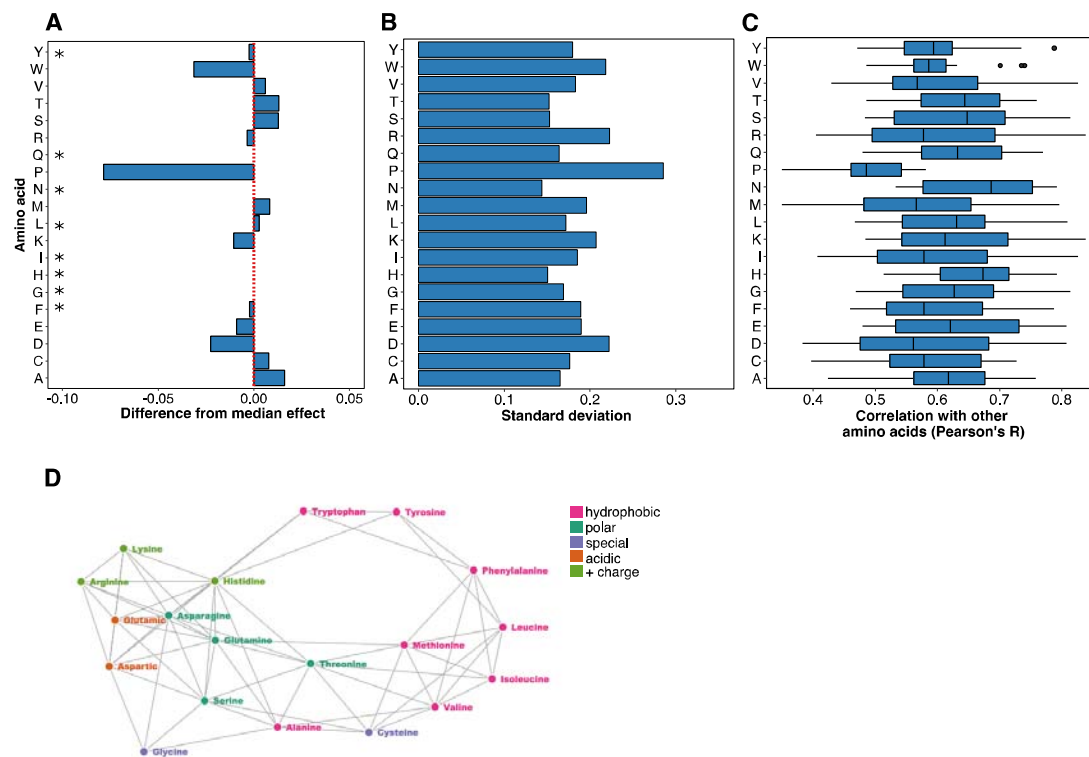 A
B
C
Amino acid
Y *
W
V
T
S
R
Q *
P
N *
M
L *
K
I *
H *
G *
F *
E
D
C
A
-0.10 -0.05 0.00 0.05
Difference from median effect
Y
W
V
T
S
R
Q
P
N
M
L
K
I
H
G
F
E
D
C
A
0.0 0.1 0.2 0.3
Standard deviation
Y
W
V
T
S
R
Q
P
N
M
L
K
I
H
G
F
E
D
C
A
0.4 0.5 0.6 0.7 0.8
Correlation with other
amino acids (Pearson's R)
D
Tryptophan
Tyrosine
Lysine
Arginine
Histidine
Phenylalanine
Glutamic
Asparagine
Glutamino
Leucine
Methionine
Aspartic
Threonine
Isoleucine
Serine
Valine
Alanine
Cysteine
Glycine
hydrophobic
polar
special
acidic
+ charge